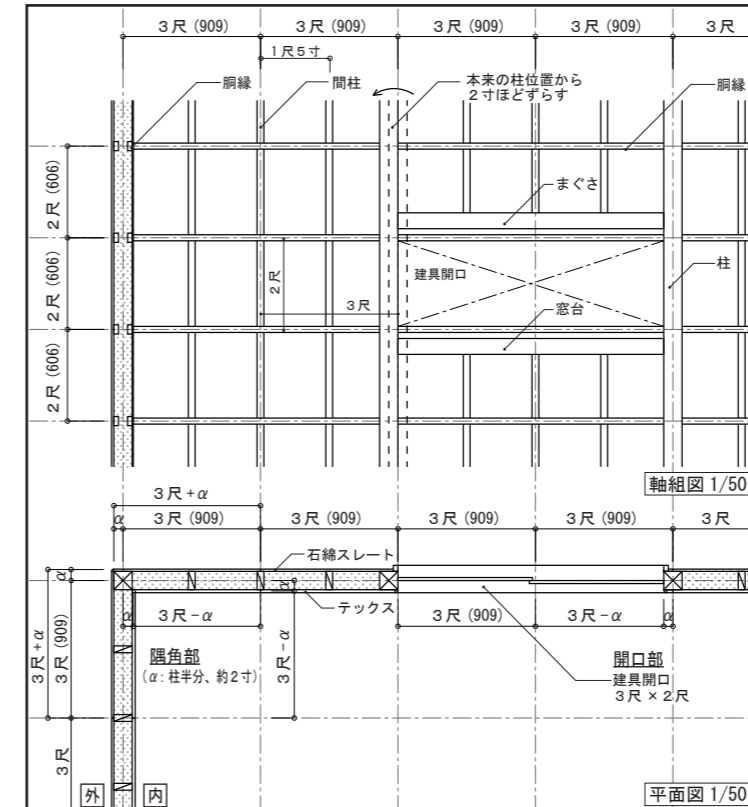 3尺 (909)
3尺 (909)
3尺 (909)
3尺 (909)
3尺
1尺5寸
胴縁
間柱
本来の柱位置から
2寸ほどずらす
胴縁
2尺 (606)
2尺 (606)
2尺 (606)
まぐさ
柱
建具開口
2尺
3尺
窓台
軸組図 1/50
3尺+α
α
3尺 (909)
3尺 (909)
3尺 (909)
3尺 (909)
3尺
石綿スレート
α
α
テックス
3尺+α
3尺 (909)
α
3尺-α
3尺-α
3尺 (909)
3尺-α
α
隅角部
(α: 柱半分、約2寸)
開口部
建具開口
3尺×2尺
3尺
外
内
平面図 1/50